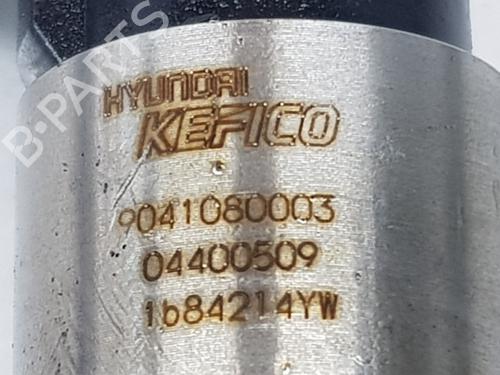 HYUNDAI
KEFICO
9041080003
04400509
1b84214YW
B-PARTS